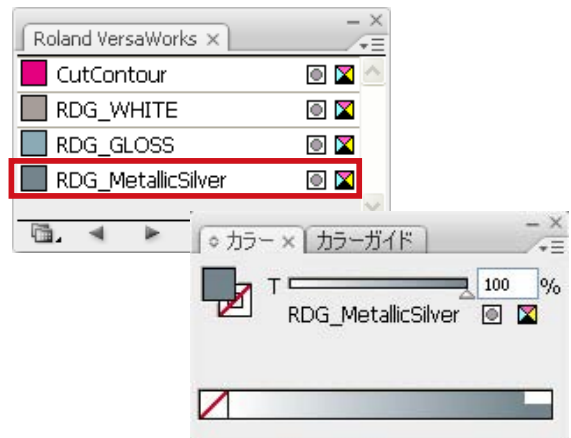 Roland VersaWorks
CutContour
RDG_WHITE
RDG_GLOSS
RDG_MetallicSilver
カラー カラーガイド
T 100 %
RDG_MetallicSilver